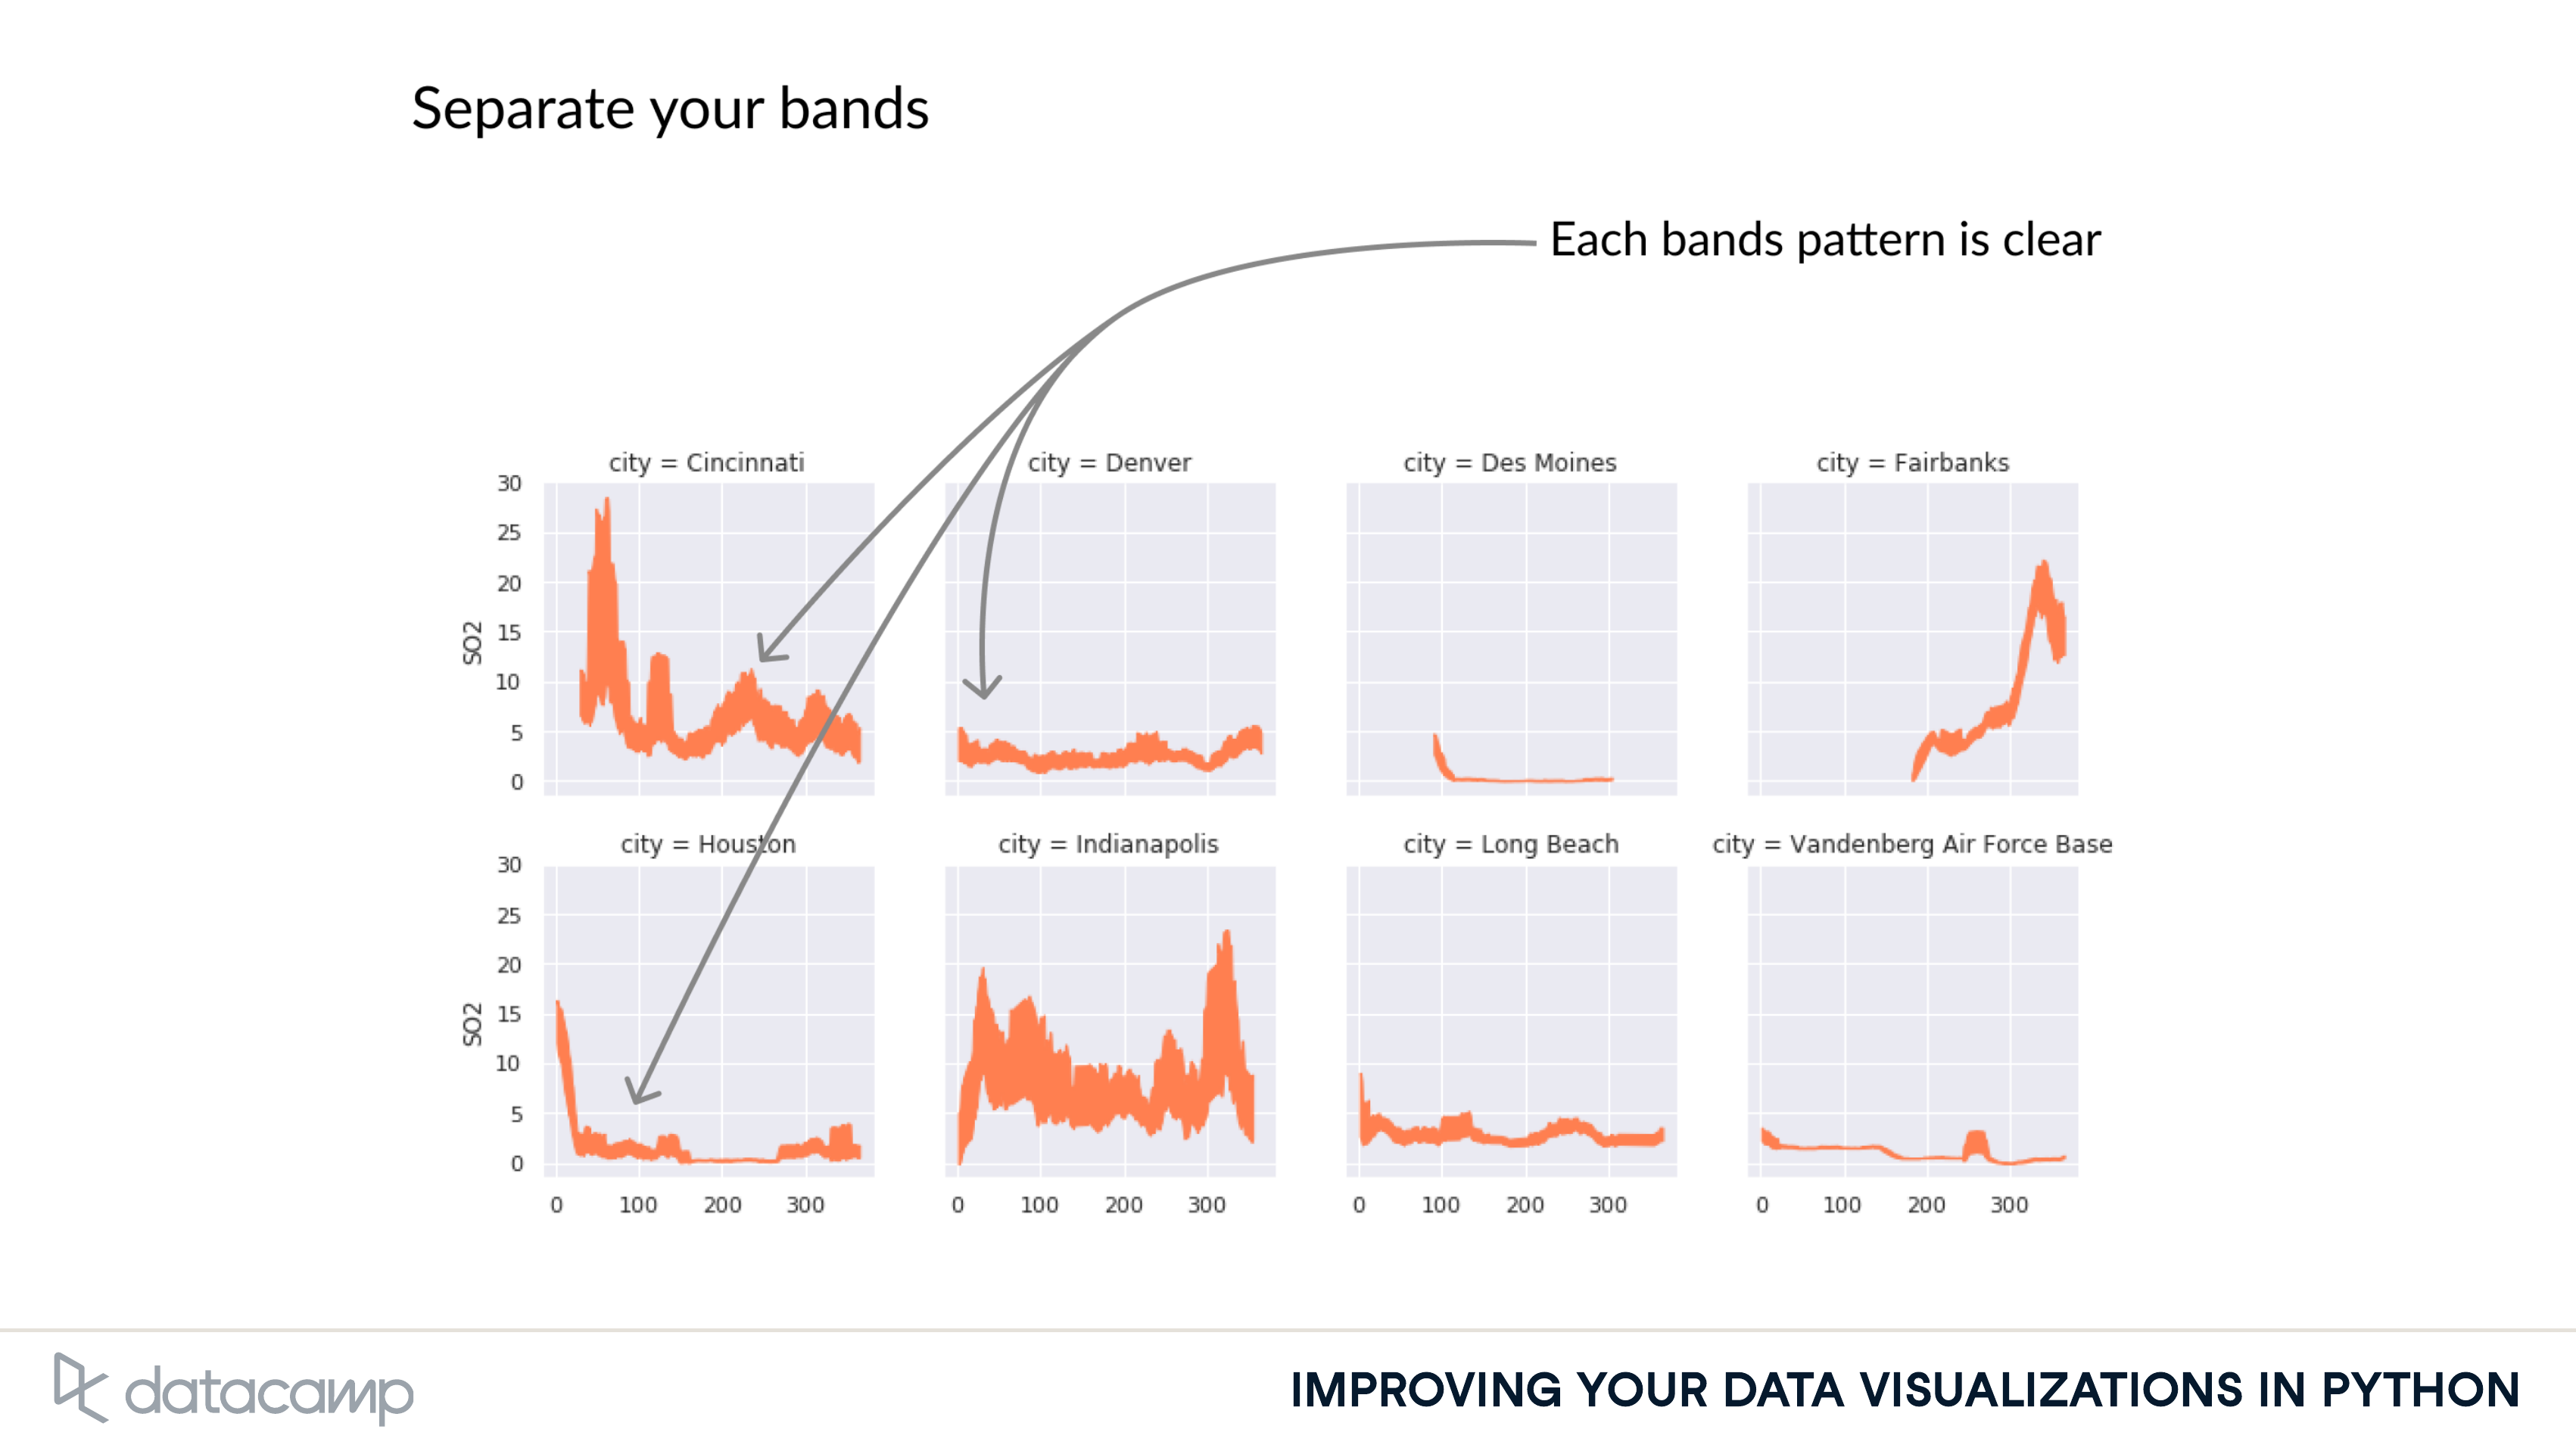 Separate your bands
Each bands pattern is clear
city = Cincinnati
city = Denver
city = Des Moines
city = Fairbanks
30
25
20
15
10
5
0
SO2
city = Houston
city = Indianapolis
city = Long Beach
city = Vandenberg Air Force Base
30
25
20
15
10
5
0
SO2
0 100 200 300
0 100 200 300
0 100 200 300
0 100 200 300
datacamp
IMPROVING YOUR DATA VISUALIZATIONS IN PYTHON